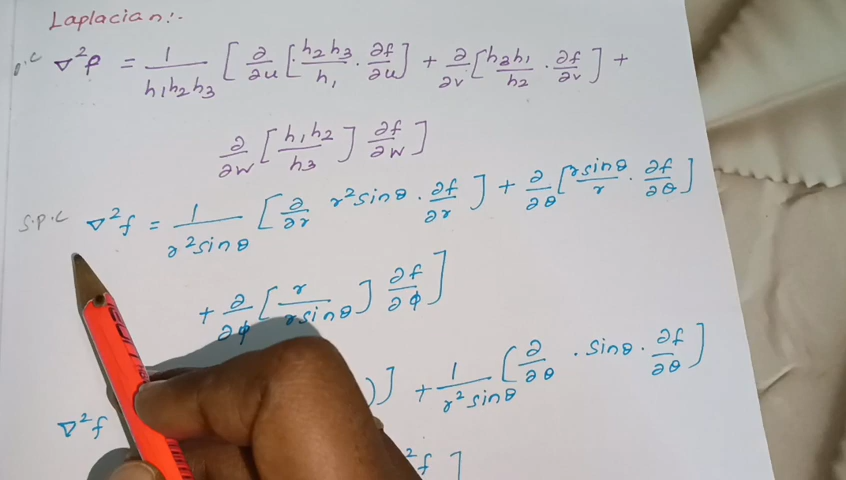 Laplacian:-
o.c ∇²f = 1/(h₁h₂h₃) [ ∂/∂u [ h₂h₃/h₁ · ∂f/∂u ] + ∂/∂v [ h₃h₁/h₂ · ∂f/∂v ] +
∂/∂w [ h₁h₂/h₃ ] ∂f/∂w ]
S.P.C ∇²f = 1/(r²sinθ) [ ∂/∂r r²sinθ · ∂f/∂r ] + ∂/∂θ [ rsinθ/r · ∂f/∂θ ]
+ ∂/∂ϕ [ r/(rsinθ) ] ∂f/∂ϕ ]
∇²f )] + 1/(r²sinθ) [ ∂/∂θ · sinθ · ∂f/∂θ ]
²f ]